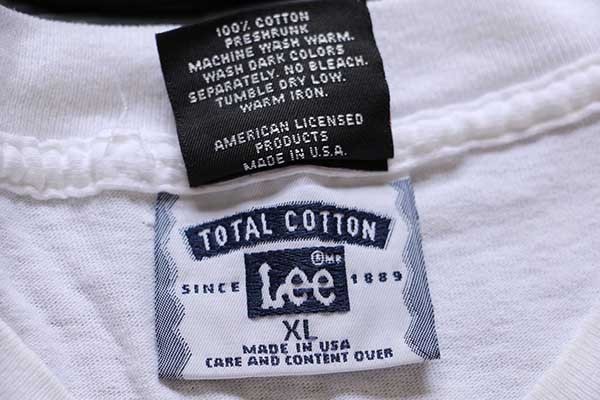 100% COTTON
PRESHRUNK
MACHINE WASH WARM.
WASH DARK COLORS
SEPARATELY. NO BLEACH.
TUMBLE DRY LOW.
WARM IRON.
AMERICAN LICENSED
PRODUCTS
MADE IN U.S.A.
TOTAL COTTON
® MR
SINCE Lee 1889
XL
MADE IN USA
CARE AND CONTENT OVER